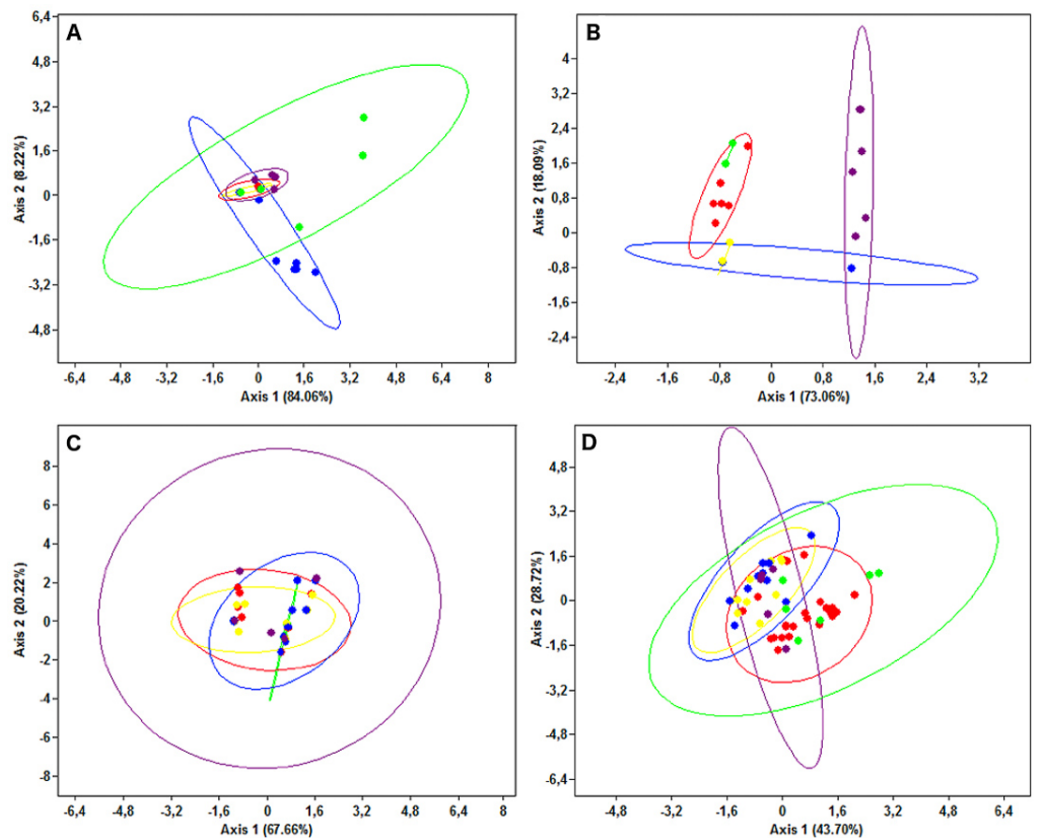 A
6,4
4,8
3,2
1,6
0
-1,6
-3,2
-4,8
Axis 2 (8.22%)
-6,4 -4,8 -3,2 -1,6 0 1,6 3,2 4,8 6,4 8
Axis 1 (84.06%)
B
4
3,2
2,4
1,6
0,8
0
-0,8
-1,6
-2,4
Axis 2 (18.09%)
-2,4 -1,6 -0,8 0 0,8 1,6 2,4 3,2
Axis 1 (73.06%)
C
8
6
4
2
0
-2
-4
-6
-8
Axis 2 (20.22%)
-6,4 -4,8 -3,2 -1,6 0 1,6 3,2 4,8 6,4 8
Axis 1 (67.66%)
D
4,8
3,2
1,6
0
-1,6
-3,2
-4,8
-6,4
Axis 2 (28.72%)
-4,8 -3,2 -1,6 0 1,6 3,2 4,8 6,4
Axis 1 (43.70%)